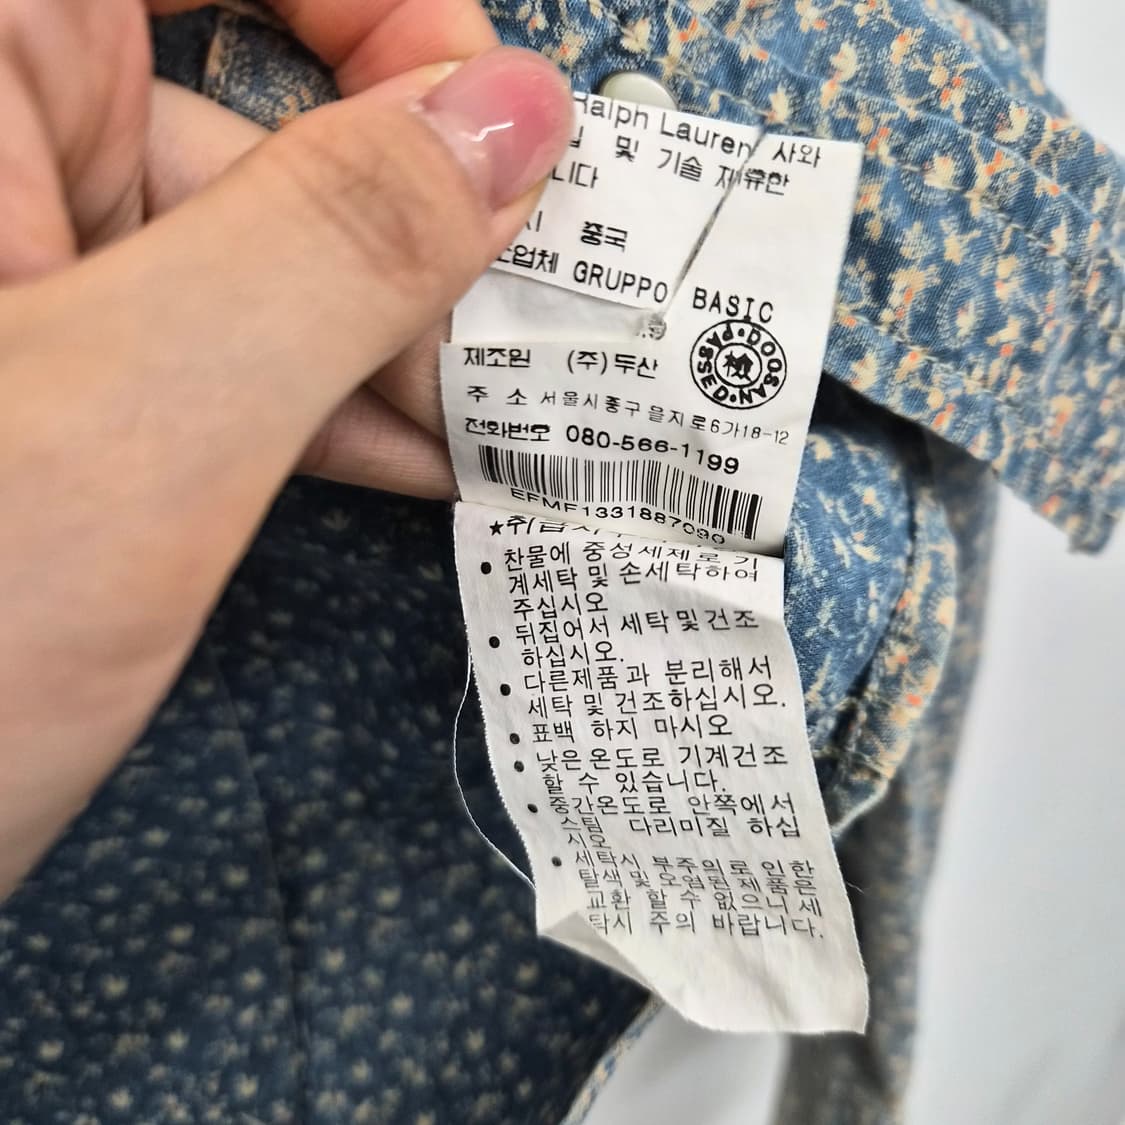 Ralph Lauren 사와
및 기술 제휴한
니다
시 중국
업체 GRUPPO BASIC
제조원 (주)두산
DOOSAN PASSED 檢
주 소 서울시중구 을지로6가18-12
전화번호 080-566-1199
EFMF1331887090
찬물에 중성세제로 기
계세탁 및 손세탁하여
주십시오
뒤집어서 세탁및건조
하십시오.
다른제품과 분리해서
세탁 및 건조하십시오.
표백 하지 마시오
낮은온도로 기계건조
할 수 있습니다.
중간온도로 안쪽에서
스팀 다리미질 하십
시오
세탁시 부주의로 인한
탈색및오염된제품은
교환 할수없으니 세
탁시 주의 바랍니다.